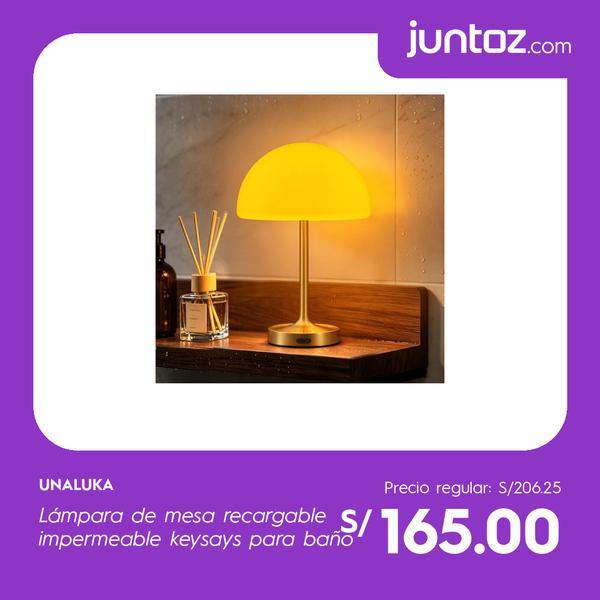 juntoz.com
UNALUKA
Precio regular: S/206.25
Lámpara de mesa recargable
impermeable keysays para baño
S/ 165.00